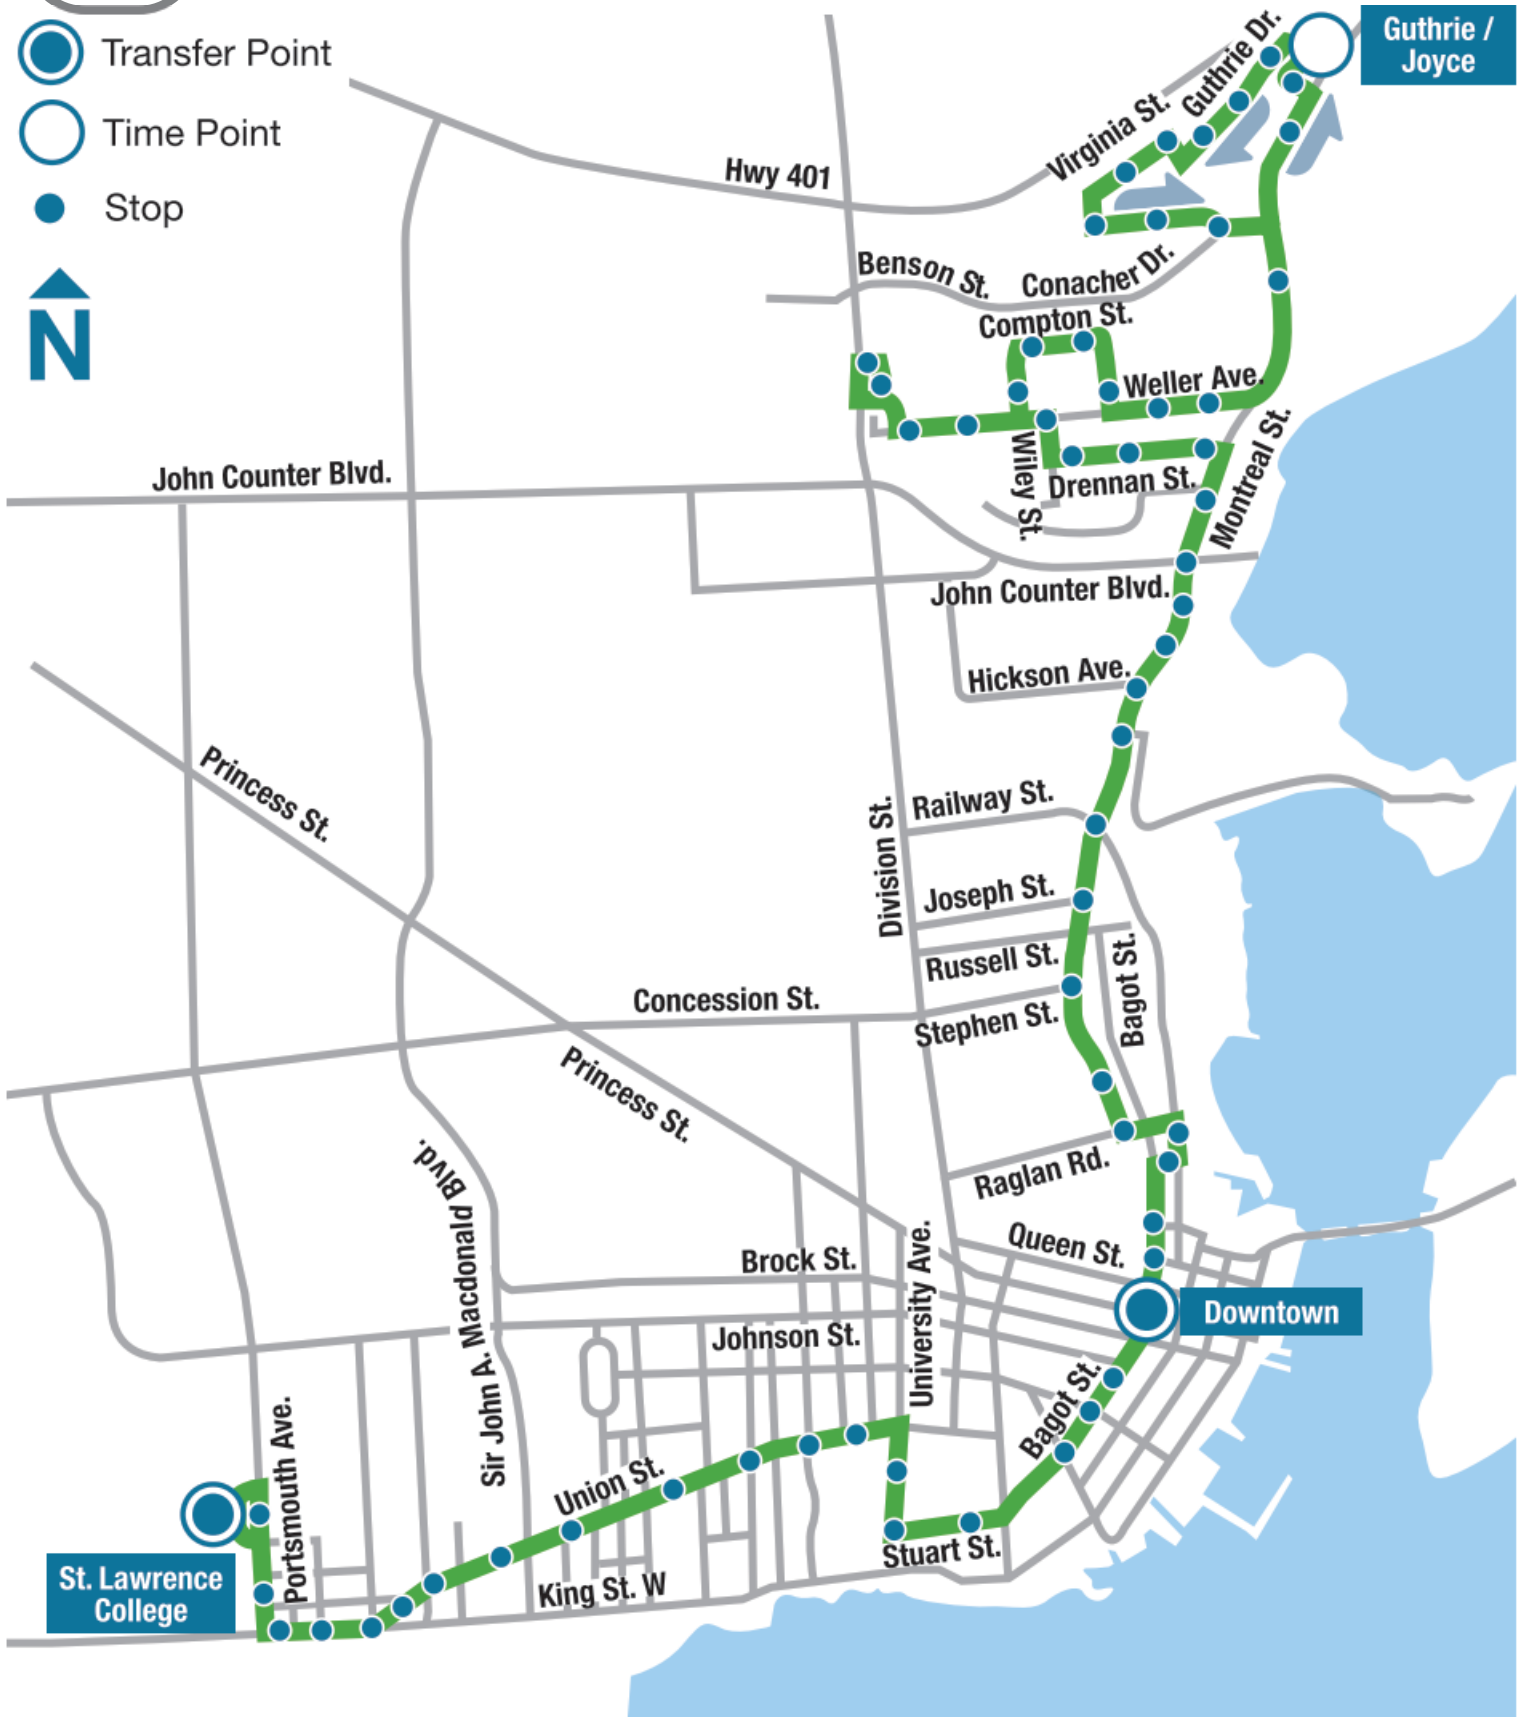 Transfer Point
Time Point
Stop
N
Guthrie /
Joyce
Guthrie Dr.
Virginia St.
Hwy 401
Benson St.
Conacher Dr.
Compton St.
Weller Ave.
Wiley St.
Drennan St.
Montreal St.
John Counter Blvd.
John Counter Blvd.
Hickson Ave.
Princess St.
Division St.
Railway St.
Joseph St.
Russell St.
Bagot St.
Concession St.
Stephen St.
Princess St.
Raglan Rd.
Sir John A. Macdonald Blvd.
Brock St.
University Ave.
Queen St.
Downtown
Johnson St.
Bagot St.
Portsmouth Ave.
Union St.
Stuart St.
King St. W
St. Lawrence
College